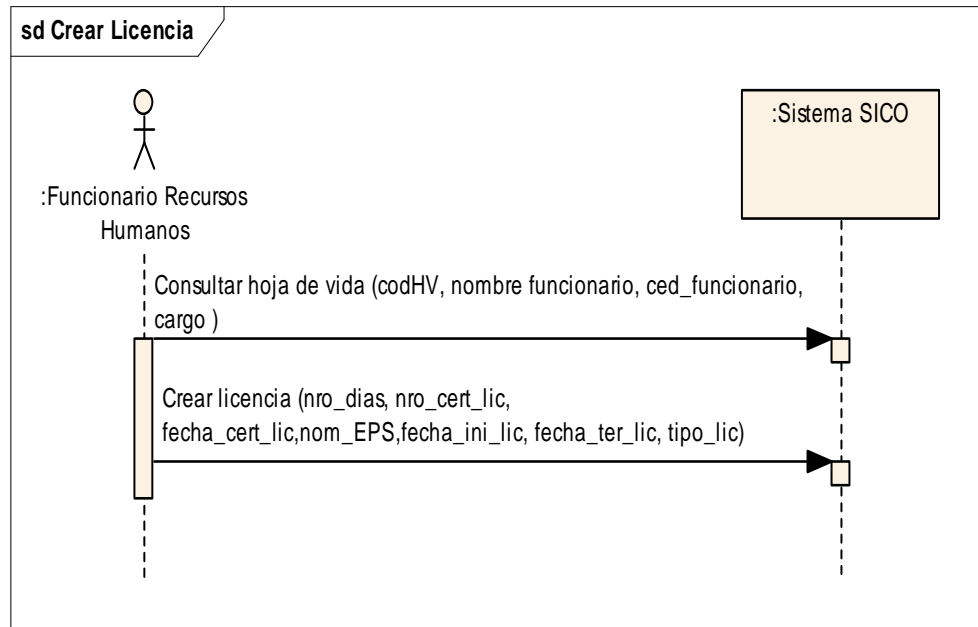 sd Crear Licencia
:Sistema SICO
:Funcionario Recursos
Humanos
Consultar hoja de vida (codHV, nombre funcionario, ced_funcionario,
cargo )
Crear licencia (nro_dias, nro_cert_lic,
fecha_cert_lic,nom_EPS,fecha_ini_lic, fecha_ter_lic, tipo_lic)